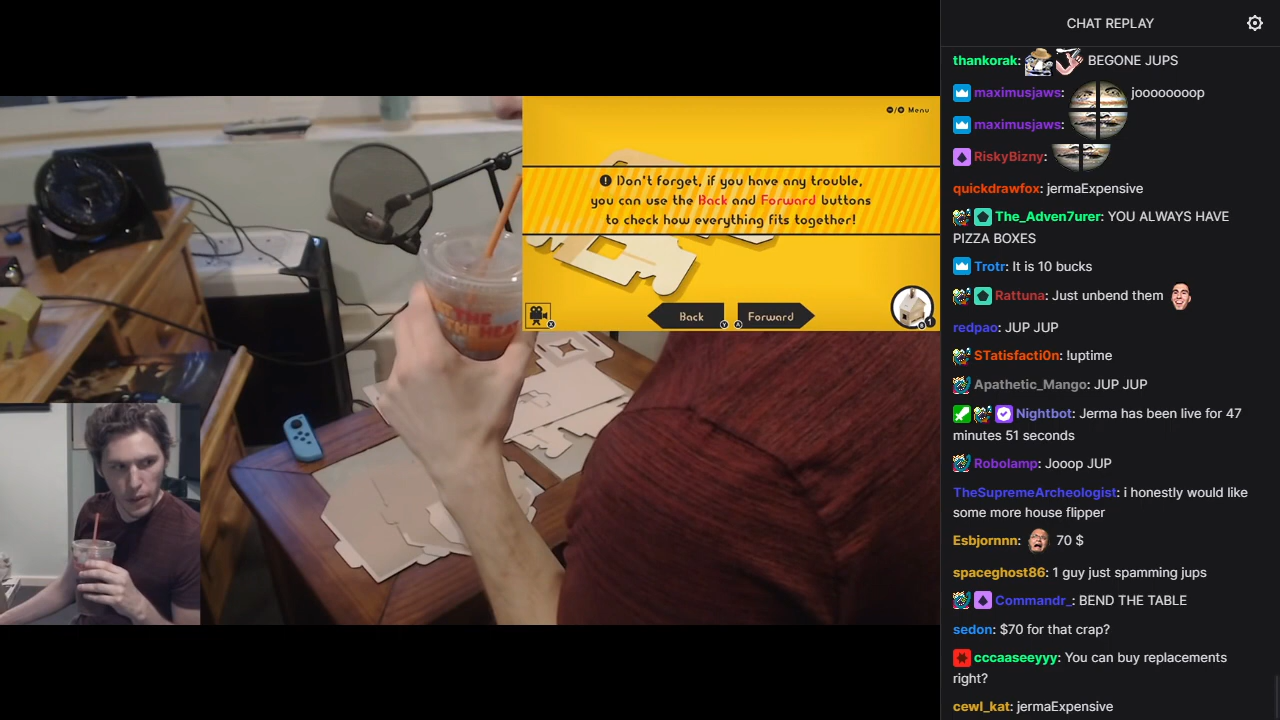 CHAT REPLAY
-/+ Menu
! Don't forget, if you have any trouble,
you can use the Back and Forward buttons
to check how everything fits together!
Back
Y
A
Forward
X
1
THE
thankorak: BEGONE JUPS
maximusjaws: joooooooop
maximusjaws:
RiskyBizny:
quickdrawfox: jermaExpensive
The_Adven7urer: YOU ALWAYS HAVE
PIZZA BOXES
Trotr: It is 10 bucks
Rattuna: Just unbend them
redpao: JUP JUP
STatisfacti0n: !uptime
Apathetic_Mango: JUP JUP
Nightbot: Jerma has been live for 47
minutes 51 seconds
Robolamp: Jooop JUP
TheSupremeArcheologist: i honestly would like
some more house flipper
Esbjornnn: 70 $
spaceghost86: 1 guy just spamming jups
Commandr_: BEND THE TABLE
sedon: $70 for that crap?
cccaaseeyyy: You can buy replacements
right?
cewl_kat: jermaExpensive